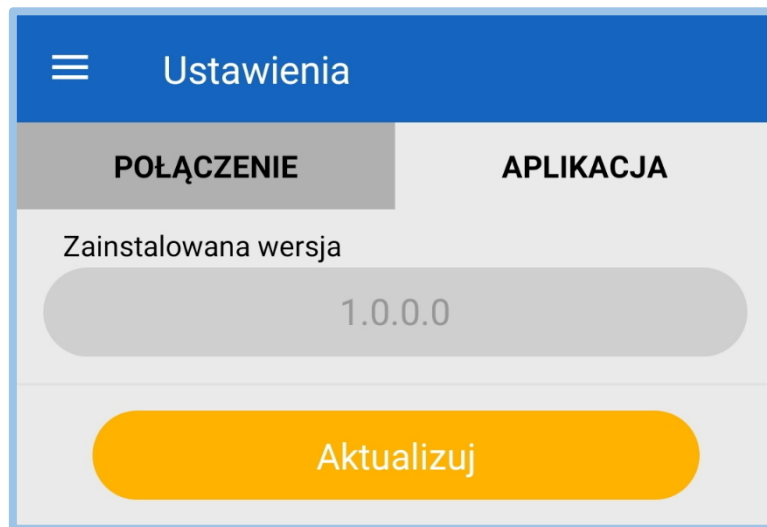 Ustawienia
POŁĄCZENIE APLIKACJA
Zainstalowana wersja
1.0.0.0
Aktualizuj